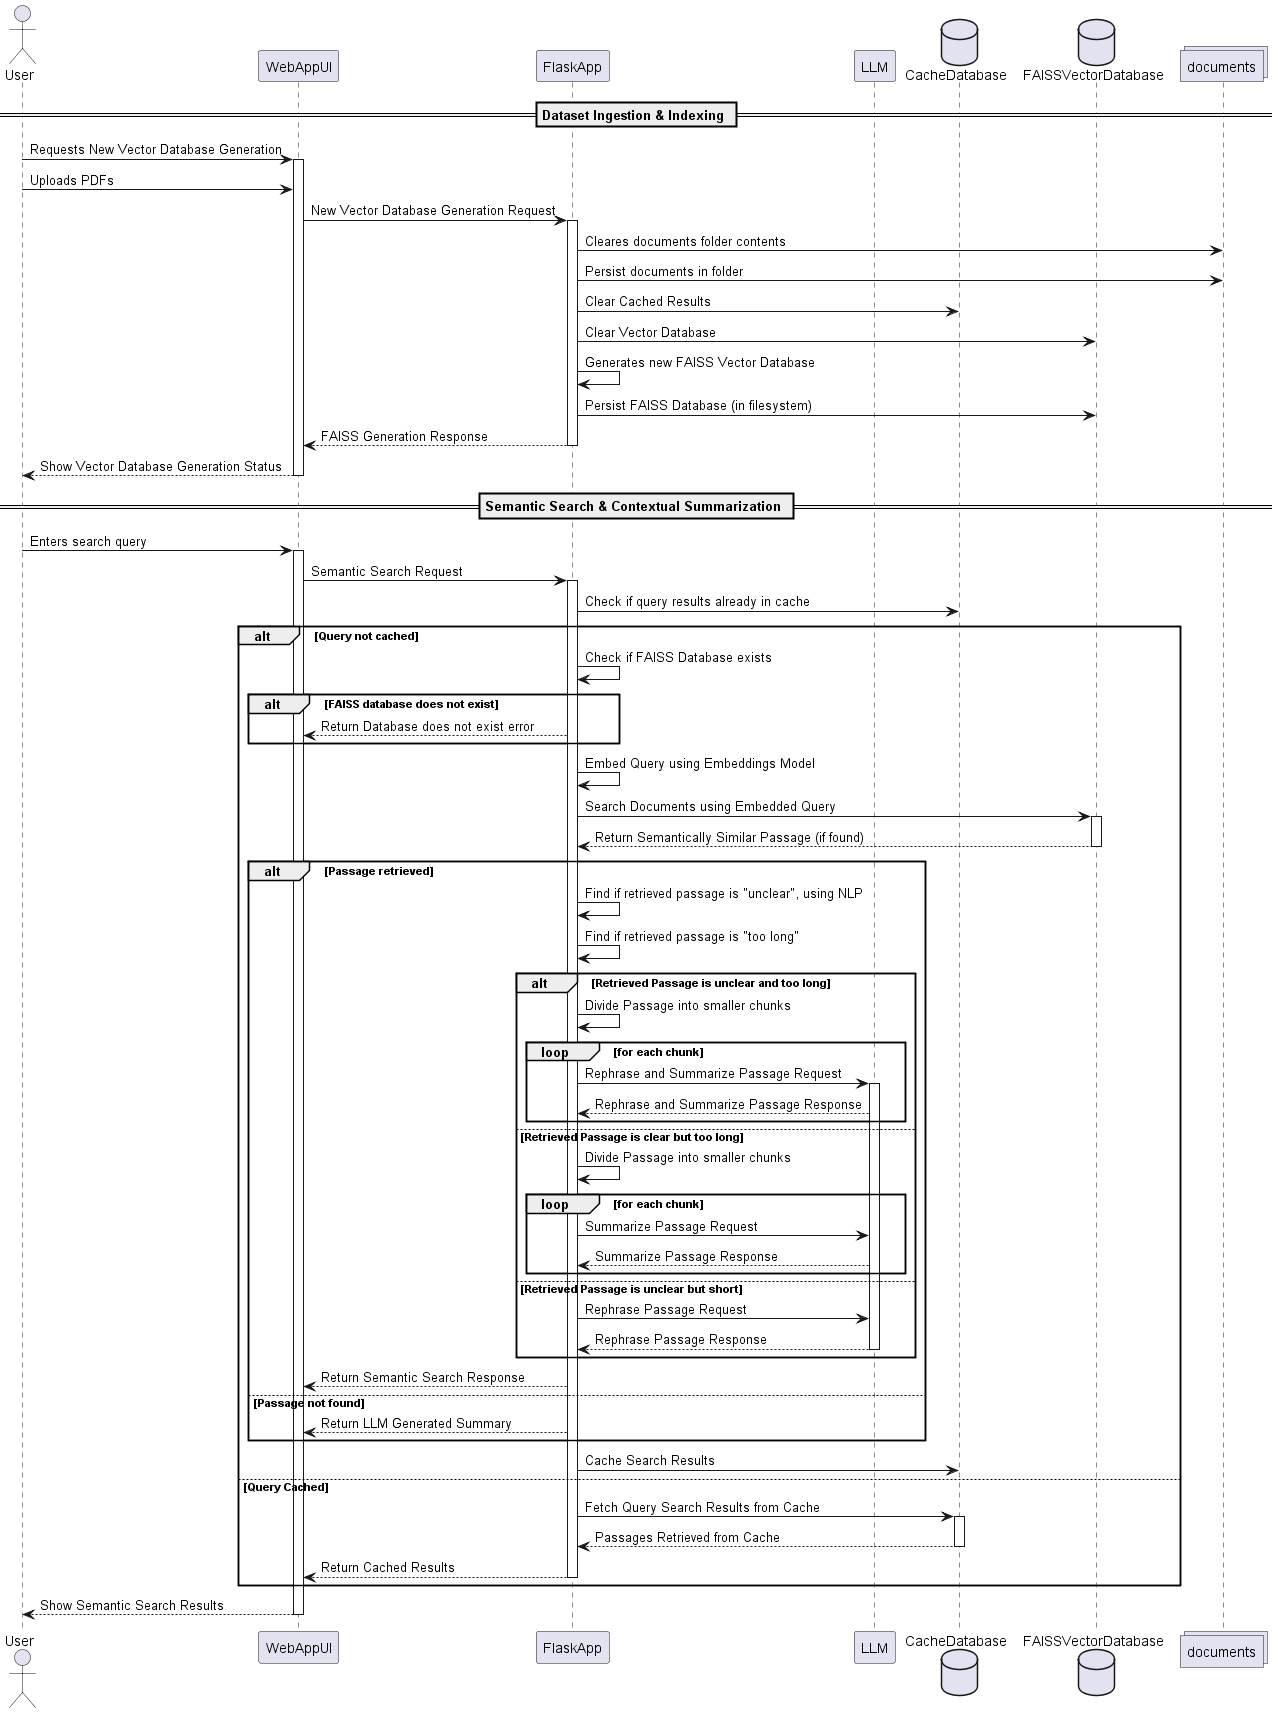 User
WebAppUI
FlaskApp
LLM
CacheDatabase
FAISSVectorDatabase
documents
Dataset Ingestion & Indexing
Requests New Vector Database Generation
Uploads PDFs
New Vector Database Generation Request
Cleares documents folder contents
Persist documents in folder
Clear Cached Results
Clear Vector Database
Generates new FAISS Vector Database
Persist FAISS Database (in filesystem)
FAISS Generation Response
Show Vector Database Generation Status
Semantic Search & Contextual Summarization
Enters search query
Semantic Search Request
Check if query results already in cache
alt [Query not cached]
Check if FAISS Database exists
alt [FAISS database does not exist]
Return Database does not exist error
Embed Query using Embeddings Model
Search Documents using Embedded Query
Return Semantically Similar Passage (if found)
alt [Passage retrieved]
Find if retrieved passage is "unclear", using NLP
Find if retrieved passage is "too long"
alt [Retrieved Passage is unclear and too long]
Divide Passage into smaller chunks
loop [for each chunk]
Rephrase and Summarize Passage Request
Rephrase and Summarize Passage Response
[Retrieved Passage is clear but too long]
Divide Passage into smaller chunks
loop [for each chunk]
Summarize Passage Request
Summarize Passage Response
[Retrieved Passage is unclear but short]
Rephrase Passage Request
Rephrase Passage Response
Return Semantic Search Response
[Passage not found]
Return LLM Generated Summary
Cache Search Results
[Query Cached]
Fetch Query Search Results from Cache
Passages Retrieved from Cache
Return Cached Results
Show Semantic Search Results
User
WebAppUI
FlaskApp
LLM
CacheDatabase
FAISSVectorDatabase
documents